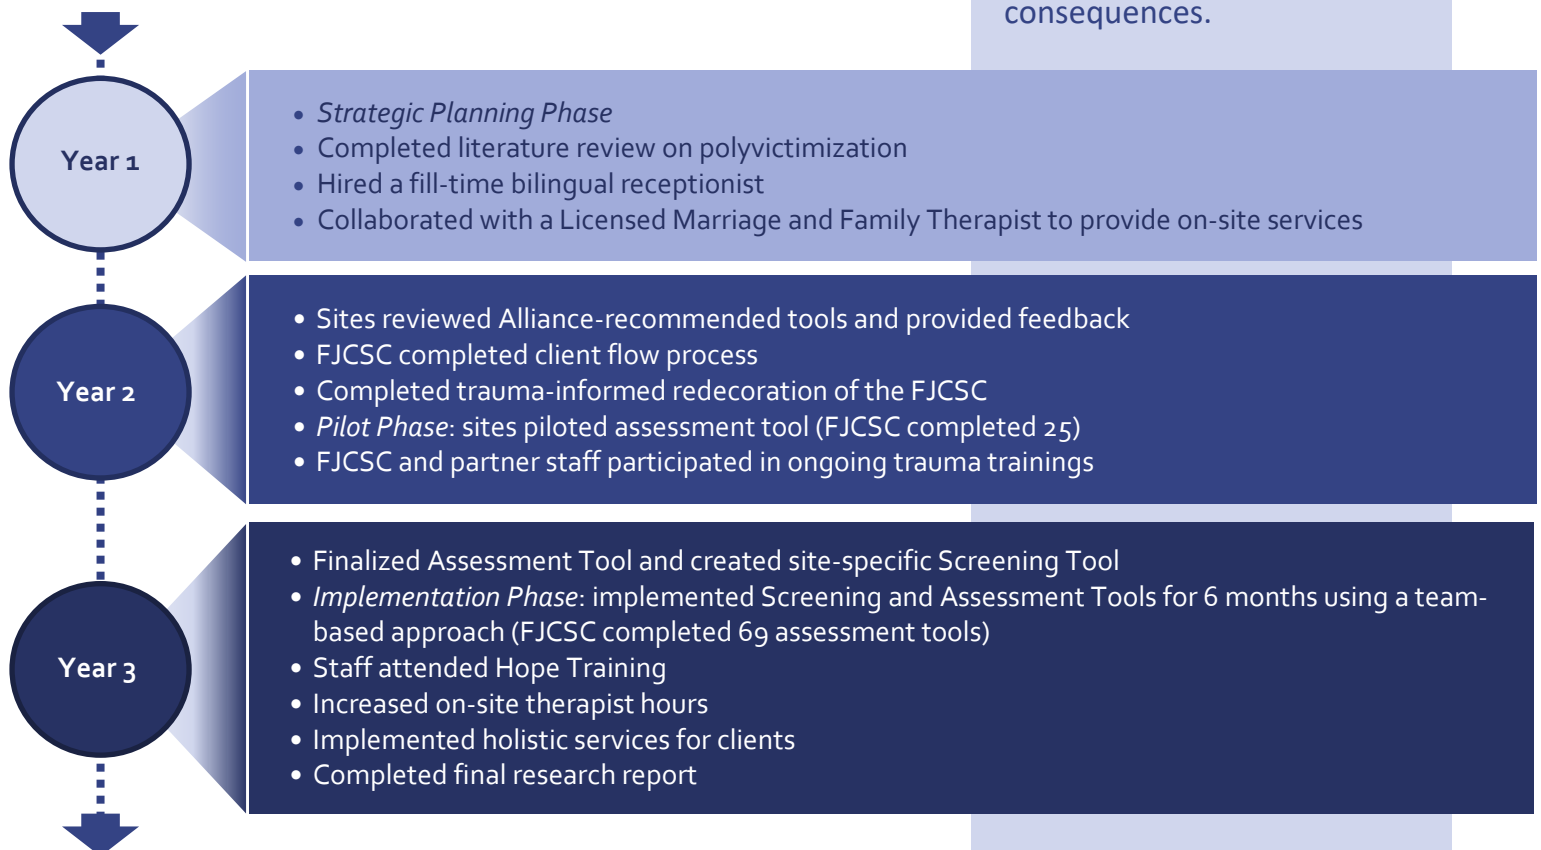 consequences.
Year 1
• Strategic Planning Phase
• Completed literature review on polyvictimization
• Hired a fill-time bilingual receptionist
• Collaborated with a Licensed Marriage and Family Therapist to provide on-site services
Year 2
• Sites reviewed Alliance-recommended tools and provided feedback
• FJCSC completed client flow process
• Completed trauma-informed redecoration of the FJCSC
• Pilot Phase: sites piloted assessment tool (FJCSC completed 25)
• FJCSC and partner staff participated in ongoing trauma trainings
Year 3
• Finalized Assessment Tool and created site-specific Screening Tool
• Implementation Phase: implemented Screening and Assessment Tools for 6 months using a team-
based approach (FJCSC completed 69 assessment tools)
• Staff attended Hope Training
• Increased on-site therapist hours
• Implemented holistic services for clients
• Completed final research report